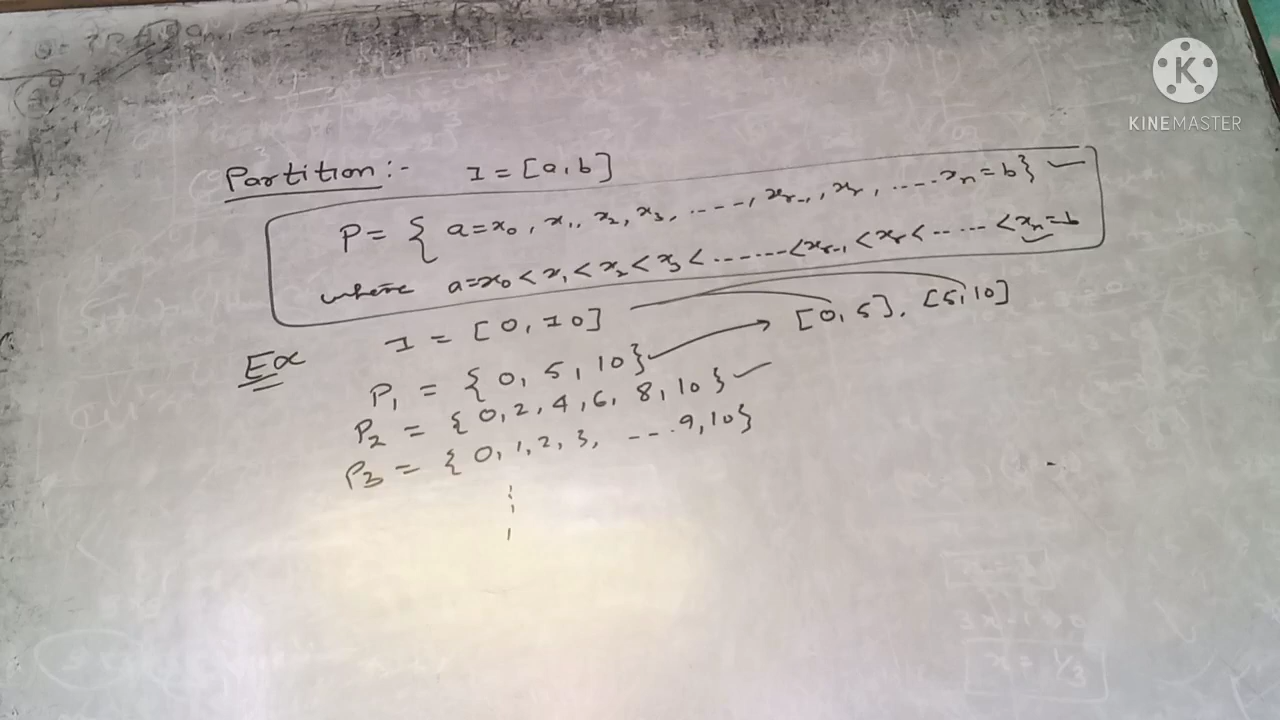 KINEMASTER
Partition:- I = [a, b]
P = { a = x₀, x₁, x₂, x₃, ......, xᵣ₋₁, xᵣ, ..... xₙ = b}
where a = x₀ < x₁ < x₂ < x₃ < ....... < xᵣ₋₁ < xᵣ < ...... < xₙ = b
Ex I = [0, 10]
P₁ = { 0, 5, 10} → [0, 5], [5, 10]
P₂ = { 0, 2, 4, 6, 8, 10}
P₃ = { 0, 1, 2, 3, --- . 9, 10}
x = 1/3